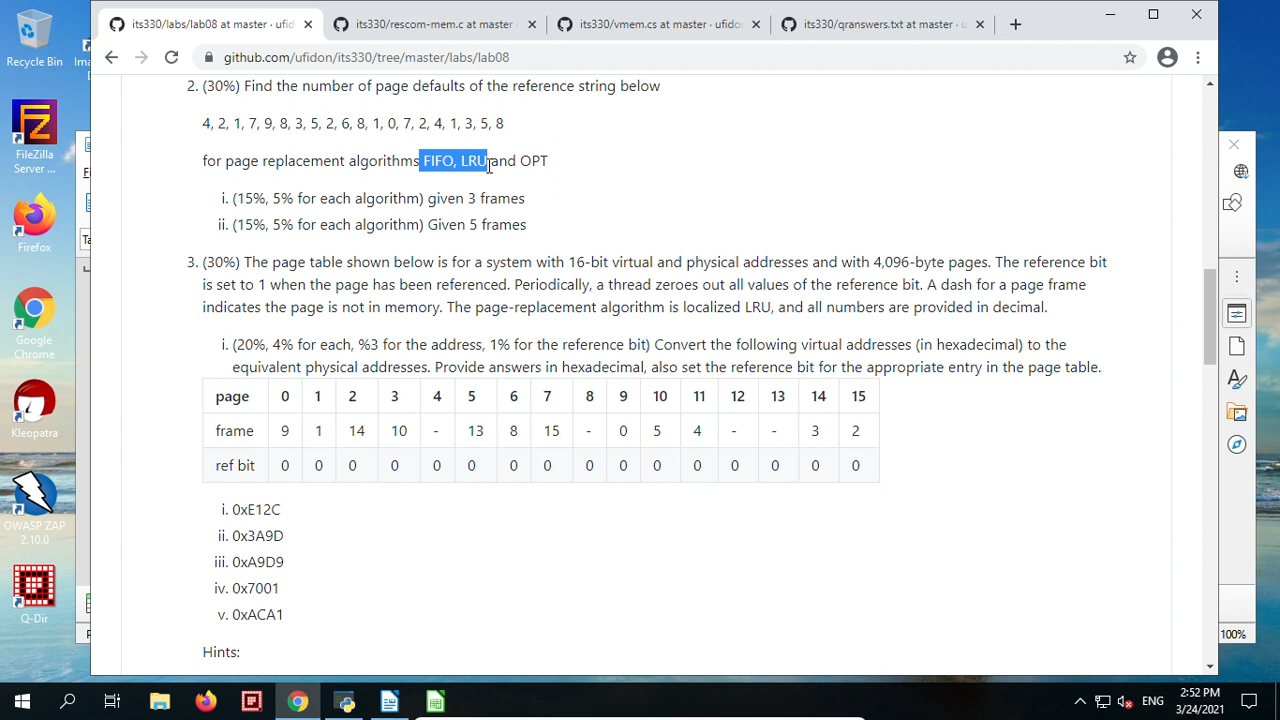 Recycle Bin
FileZilla
Server ...
Firefox
Google
Chrome
Kleopatra
OWASP ZAP
2.10.0
Q-Dir
its330/labs/lab08 at master · ufid
its330/rescom-mem.c at master
its330/vmem.cs at master · ufido
its330/qranswers.txt at master · u
github.com/ufidon/its330/tree/master/labs/lab08
2. (30%) Find the number of page defaults of the reference string below
4, 2, 1, 7, 9, 8, 3, 5, 2, 6, 8, 1, 0, 7, 2, 4, 1, 3, 5, 8
for page replacement algorithms FIFO, LRU and OPT
i. (15%, 5% for each algorithm) given 3 frames
ii. (15%, 5% for each algorithm) Given 5 frames
3. (30%) The page table shown below is for a system with 16-bit virtual and physical addresses and with 4,096-byte pages. The reference bit
is set to 1 when the page has been referenced. Periodically, a thread zeroes out all values of the reference bit. A dash for a page frame
indicates the page is not in memory. The page-replacement algorithm is localized LRU, and all numbers are provided in decimal.
i. (20%, 4% for each, %3 for the address, 1% for the reference bit) Convert the following virtual addresses (in hexadecimal) to the
equivalent physical addresses. Provide answers in hexadecimal, also set the reference bit for the appropriate entry in the page table.
page 0 1 2 3 4 5 6 7 8 9 10 11 12 13 14 15
frame 9 1 14 10 - 13 8 15 - 0 5 4 - - 3 2
ref bit 0 0 0 0 0 0 0 0 0 0 0 0 0 0 0 0
i. 0xE12C
ii. 0x3A9D
iii. 0xA9D9
iv. 0x7001
v. 0xACA1
Hints:
100%
ENG
2:52 PM
3/24/2021